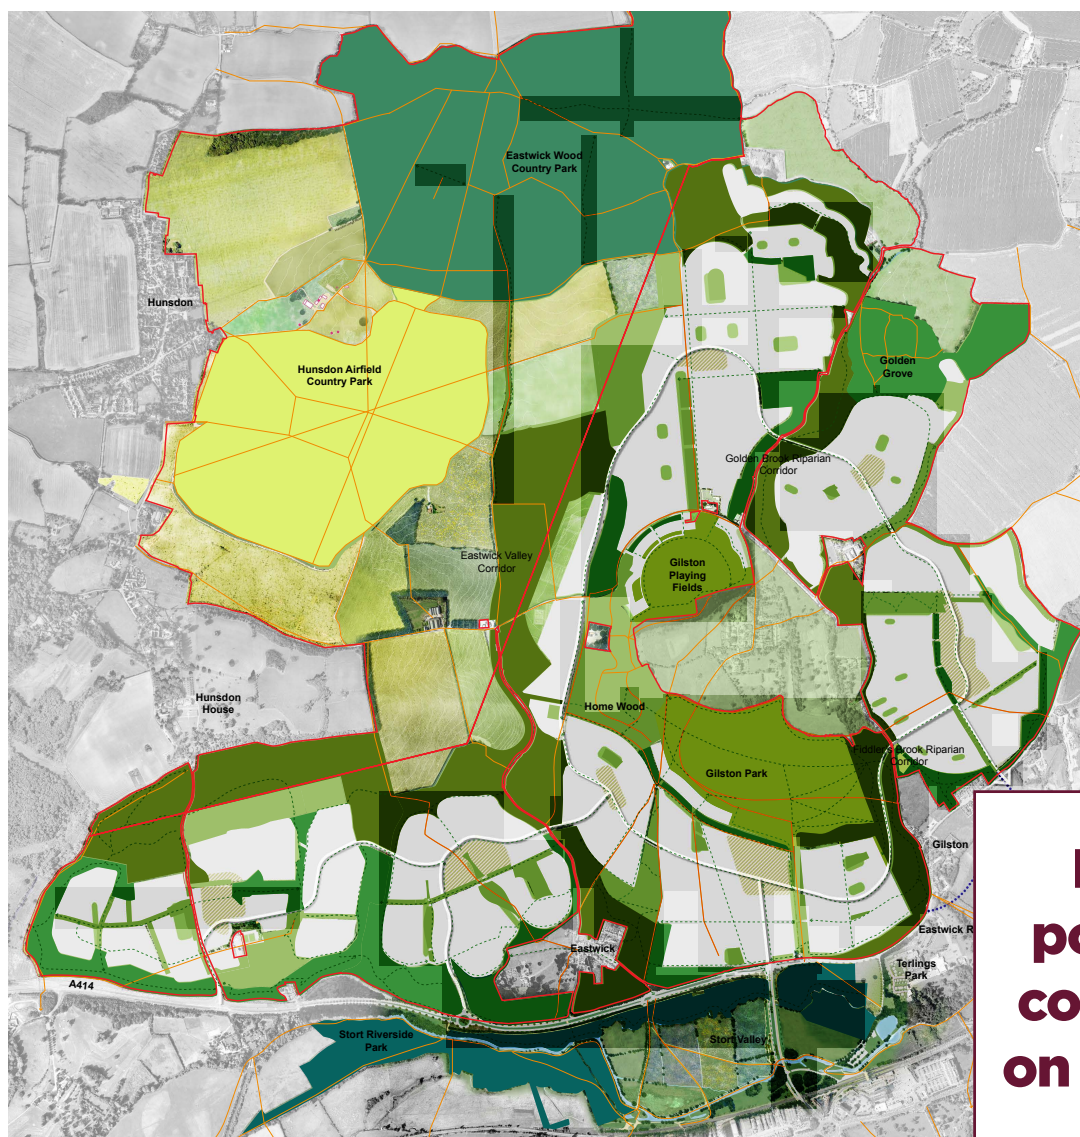 Eastwick Wood
Country Park
Hunsdon
Hunsdon Airfield
Country Park
Golden
Grove
Golden Brook Riparian
Corridor
Eastwick Valley
Corridor
Gilston
Playing
Fields
Hunsdon
House
Home Wood
Fiddler's Brook Riparian
Corridor
Gilston Park
Gilston
Eastwick
Eastwick R
Terlings
Park
A414
Stort Riverside
Park
Stort Valley
po
co
on